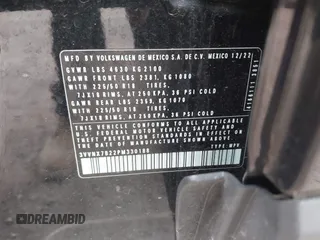 MFD BY VOLKSWAGEN DE MEXICO S.A. DE C.V. MEXICO 12/22
GVWR LBS 4630 KG 2100
GAWR FRONT LBS 2381, KG 1080
WITH 225/50 R18 TIRES,
7JX18 RIMS, AT 250 KPA, 36 PSI COLD
GAWR REAR LBS 2359, KG 1070
WITH 225/50 R18 TIRES,
7JX18 RIMS, AT 250 KPA, 36 PSI COLD
THIS VEHICLE CONFORMS TO ALL APPLICABLE
FEDERAL MOTOR VEHICLE SAFETY
STANDARDS IN EFFECT ON THE DATE OF
MANUFACTURE SHOWN ABOVE.
TYPE MPV
DREAMBID